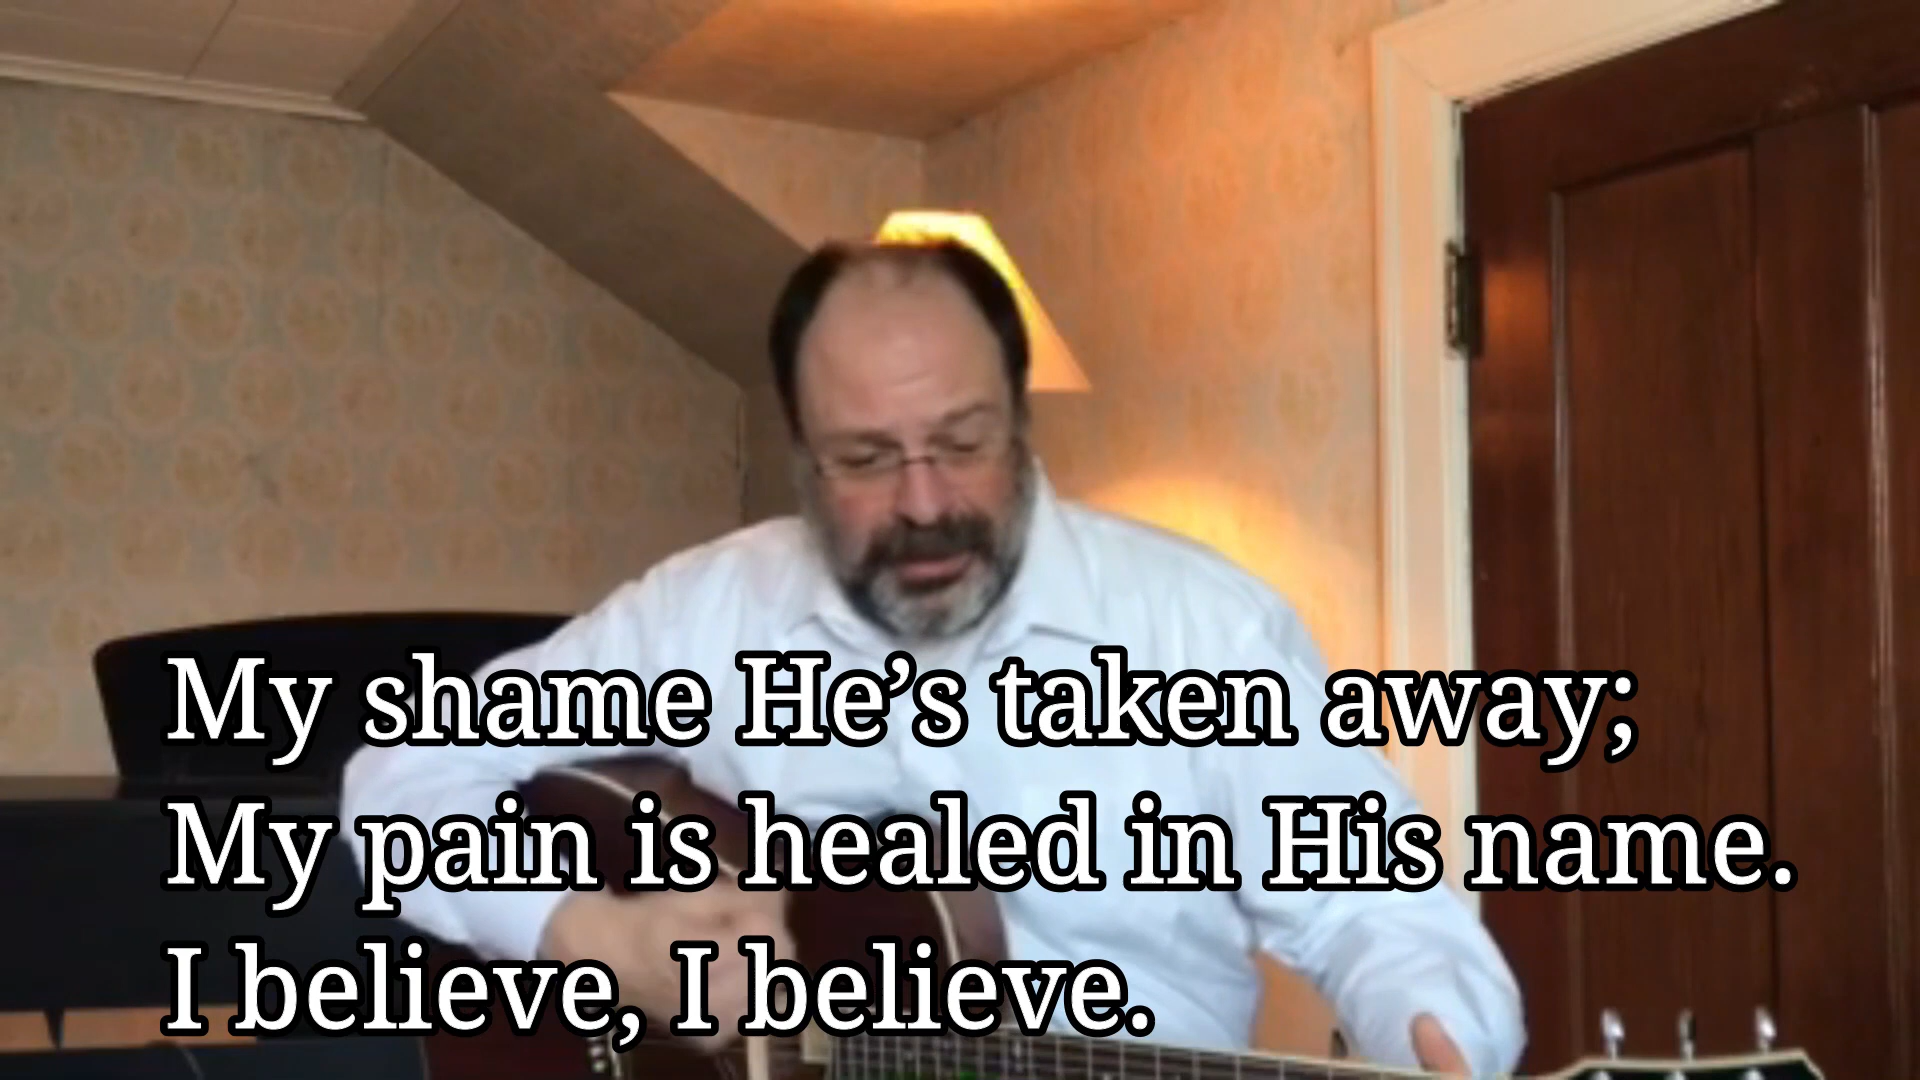 My shame He’s taken away;
My pain is healed in His name.
I believe, I believe.